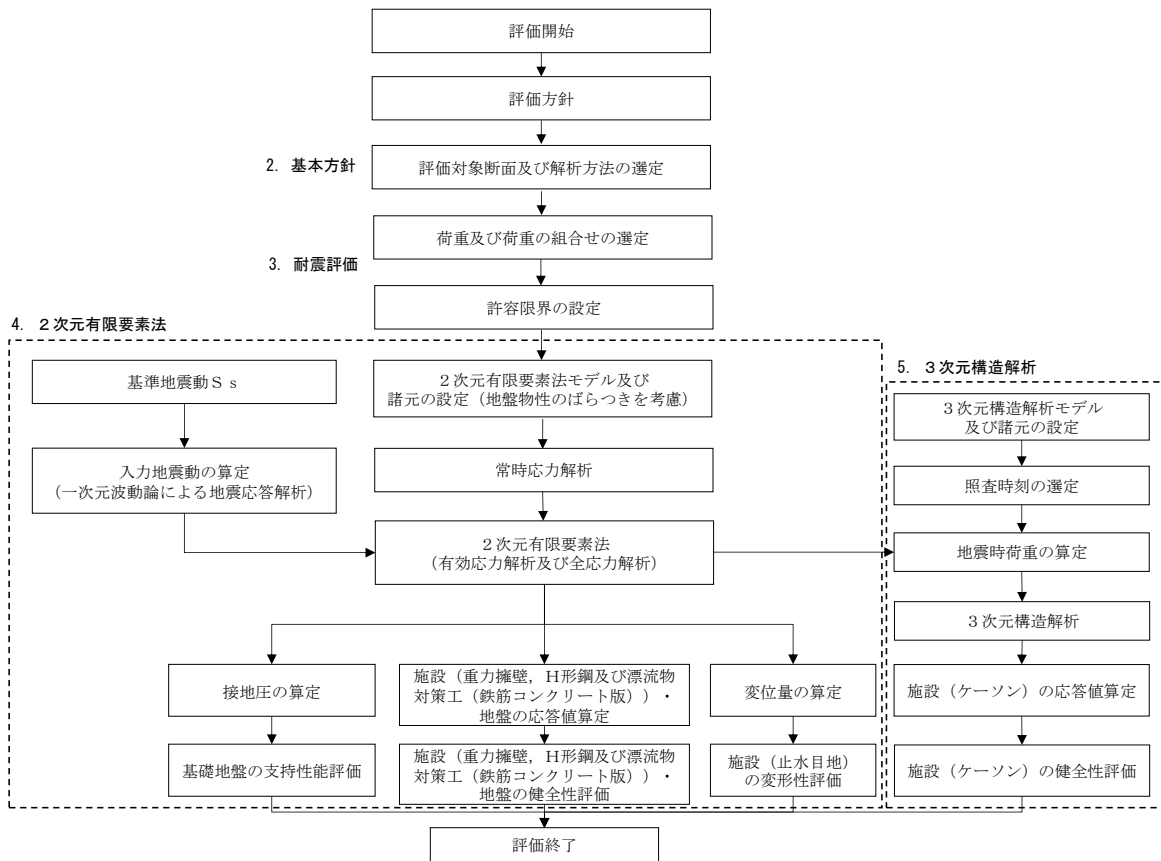 評価開始
評価方針
2. 基本方針
評価対象断面及び解析方法の選定
荷重及び荷重の組合せの選定
3. 耐震評価
許容限界の設定
4. 2次元有限要素法
基準地震動Ss
入力地震動の算定
(一次元波動論による地震応答解析)
2次元有限要素法モデル及び
諸元の設定(地盤物性のばらつきを考慮)
常時応力解析
2次元有限要素法
(有効応力解析及び全応力解析)
接地圧の算定
基礎地盤の支持性能評価
施設(重力擁壁,H形鋼及び漂流物
対策工(鉄筋コンクリート版))・
地盤の応答値算定
施設(重力擁壁,H形鋼及び漂流物
対策工(鉄筋コンクリート版))・
地盤の健全性評価
変位量の算定
施設(止水目地)
の変形性評価
5. 3次元構造解析
3次元構造解析モデル
及び諸元の設定
照査時刻の選定
地震時荷重の算定
3次元構造解析
施設(ケーソン)の応答値算定
施設(ケーソン)の健全性評価
評価終了